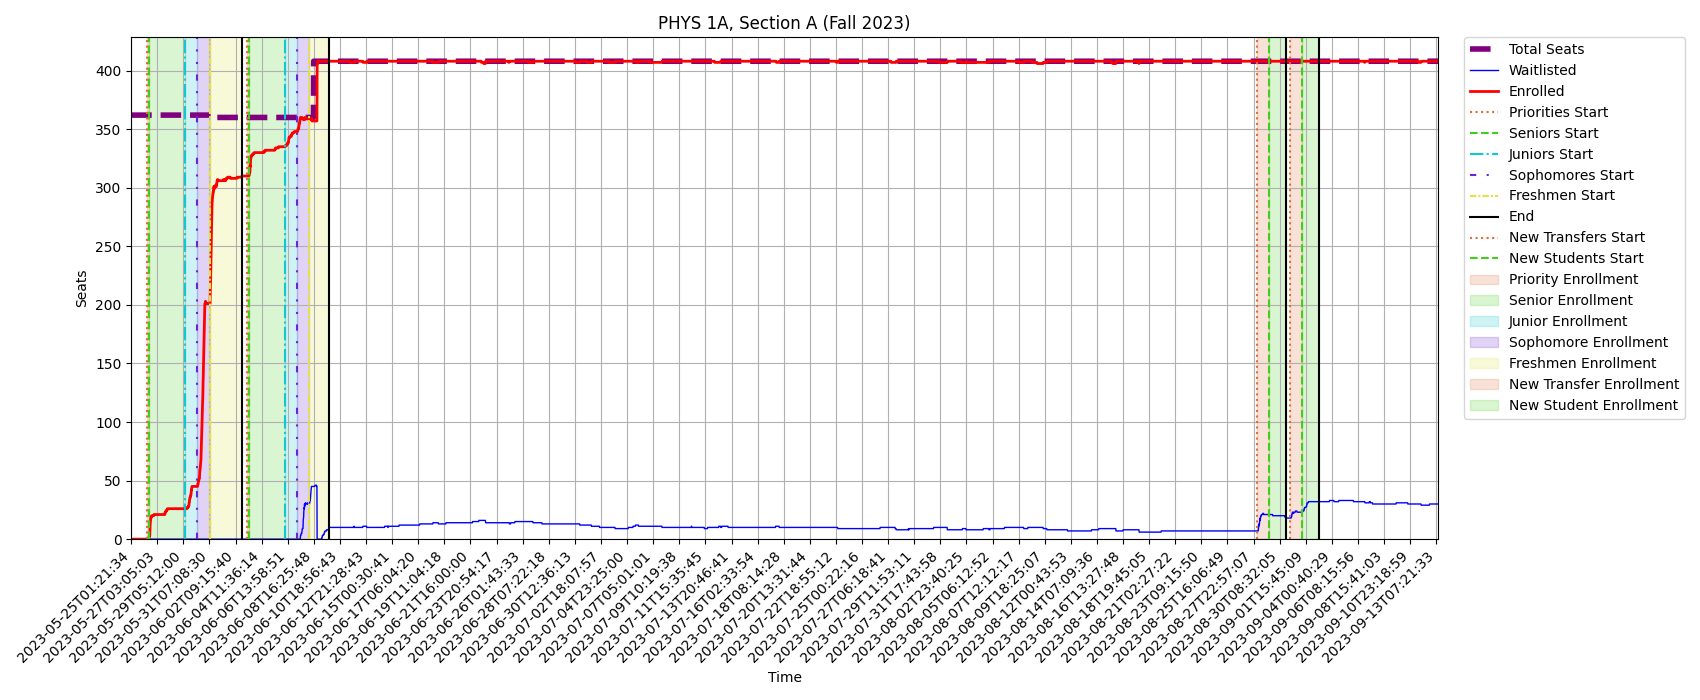 PHYS 1A, Section A (Fall 2023)
Seats
400
350
300
250
200
150
100
50
0
2023-05-25T01:21:34
2023-05-27T03:05:03
2023-05-29T05:12:00
2023-05-31T07:08:30
2023-06-02T09:15:40
2023-06-04T11:36:14
2023-06-06T13:58:51
2023-06-08T16:25:48
2023-06-10T18:56:43
2023-06-12T21:28:43
2023-06-15T00:30:41
2023-06-17T06:04:20
2023-06-19T11:04:18
2023-06-21T16:00:00
2023-06-23T20:54:17
2023-06-26T01:43:33
2023-06-28T07:22:18
2023-06-30T12:36:13
2023-07-02T18:07:57
2023-07-04T23:25:00
2023-07-07T05:01:01
2023-07-09T10:19:38
2023-07-11T15:35:45
2023-07-13T20:46:41
2023-07-16T02:33:54
2023-07-18T08:14:28
2023-07-20T13:31:44
2023-07-22T18:55:12
2023-07-25T00:22:16
2023-07-27T06:18:41
2023-07-29T11:53:11
2023-07-31T17:43:58
2023-08-02T23:40:25
2023-08-05T06:12:52
2023-08-07T12:12:17
2023-08-09T18:25:07
2023-08-12T00:43:53
2023-08-14T07:09:36
2023-08-16T13:27:48
2023-08-18T19:45:05
2023-08-21T02:27:22
2023-08-23T09:15:50
2023-08-25T16:06:49
2023-08-27T22:57:07
2023-08-30T08:32:05
2023-09-01T15:45:09
2023-09-04T00:40:29
2023-09-06T08:15:56
2023-09-08T15:41:03
2023-09-10T23:18:59
2023-09-13T07:21:33
Time
Total Seats
Waitlisted
Enrolled
Priorities Start
Seniors Start
Juniors Start
Sophomores Start
Freshmen Start
End
New Transfers Start
New Students Start
Priority Enrollment
Senior Enrollment
Junior Enrollment
Sophomore Enrollment
Freshmen Enrollment
New Transfer Enrollment
New Student Enrollment